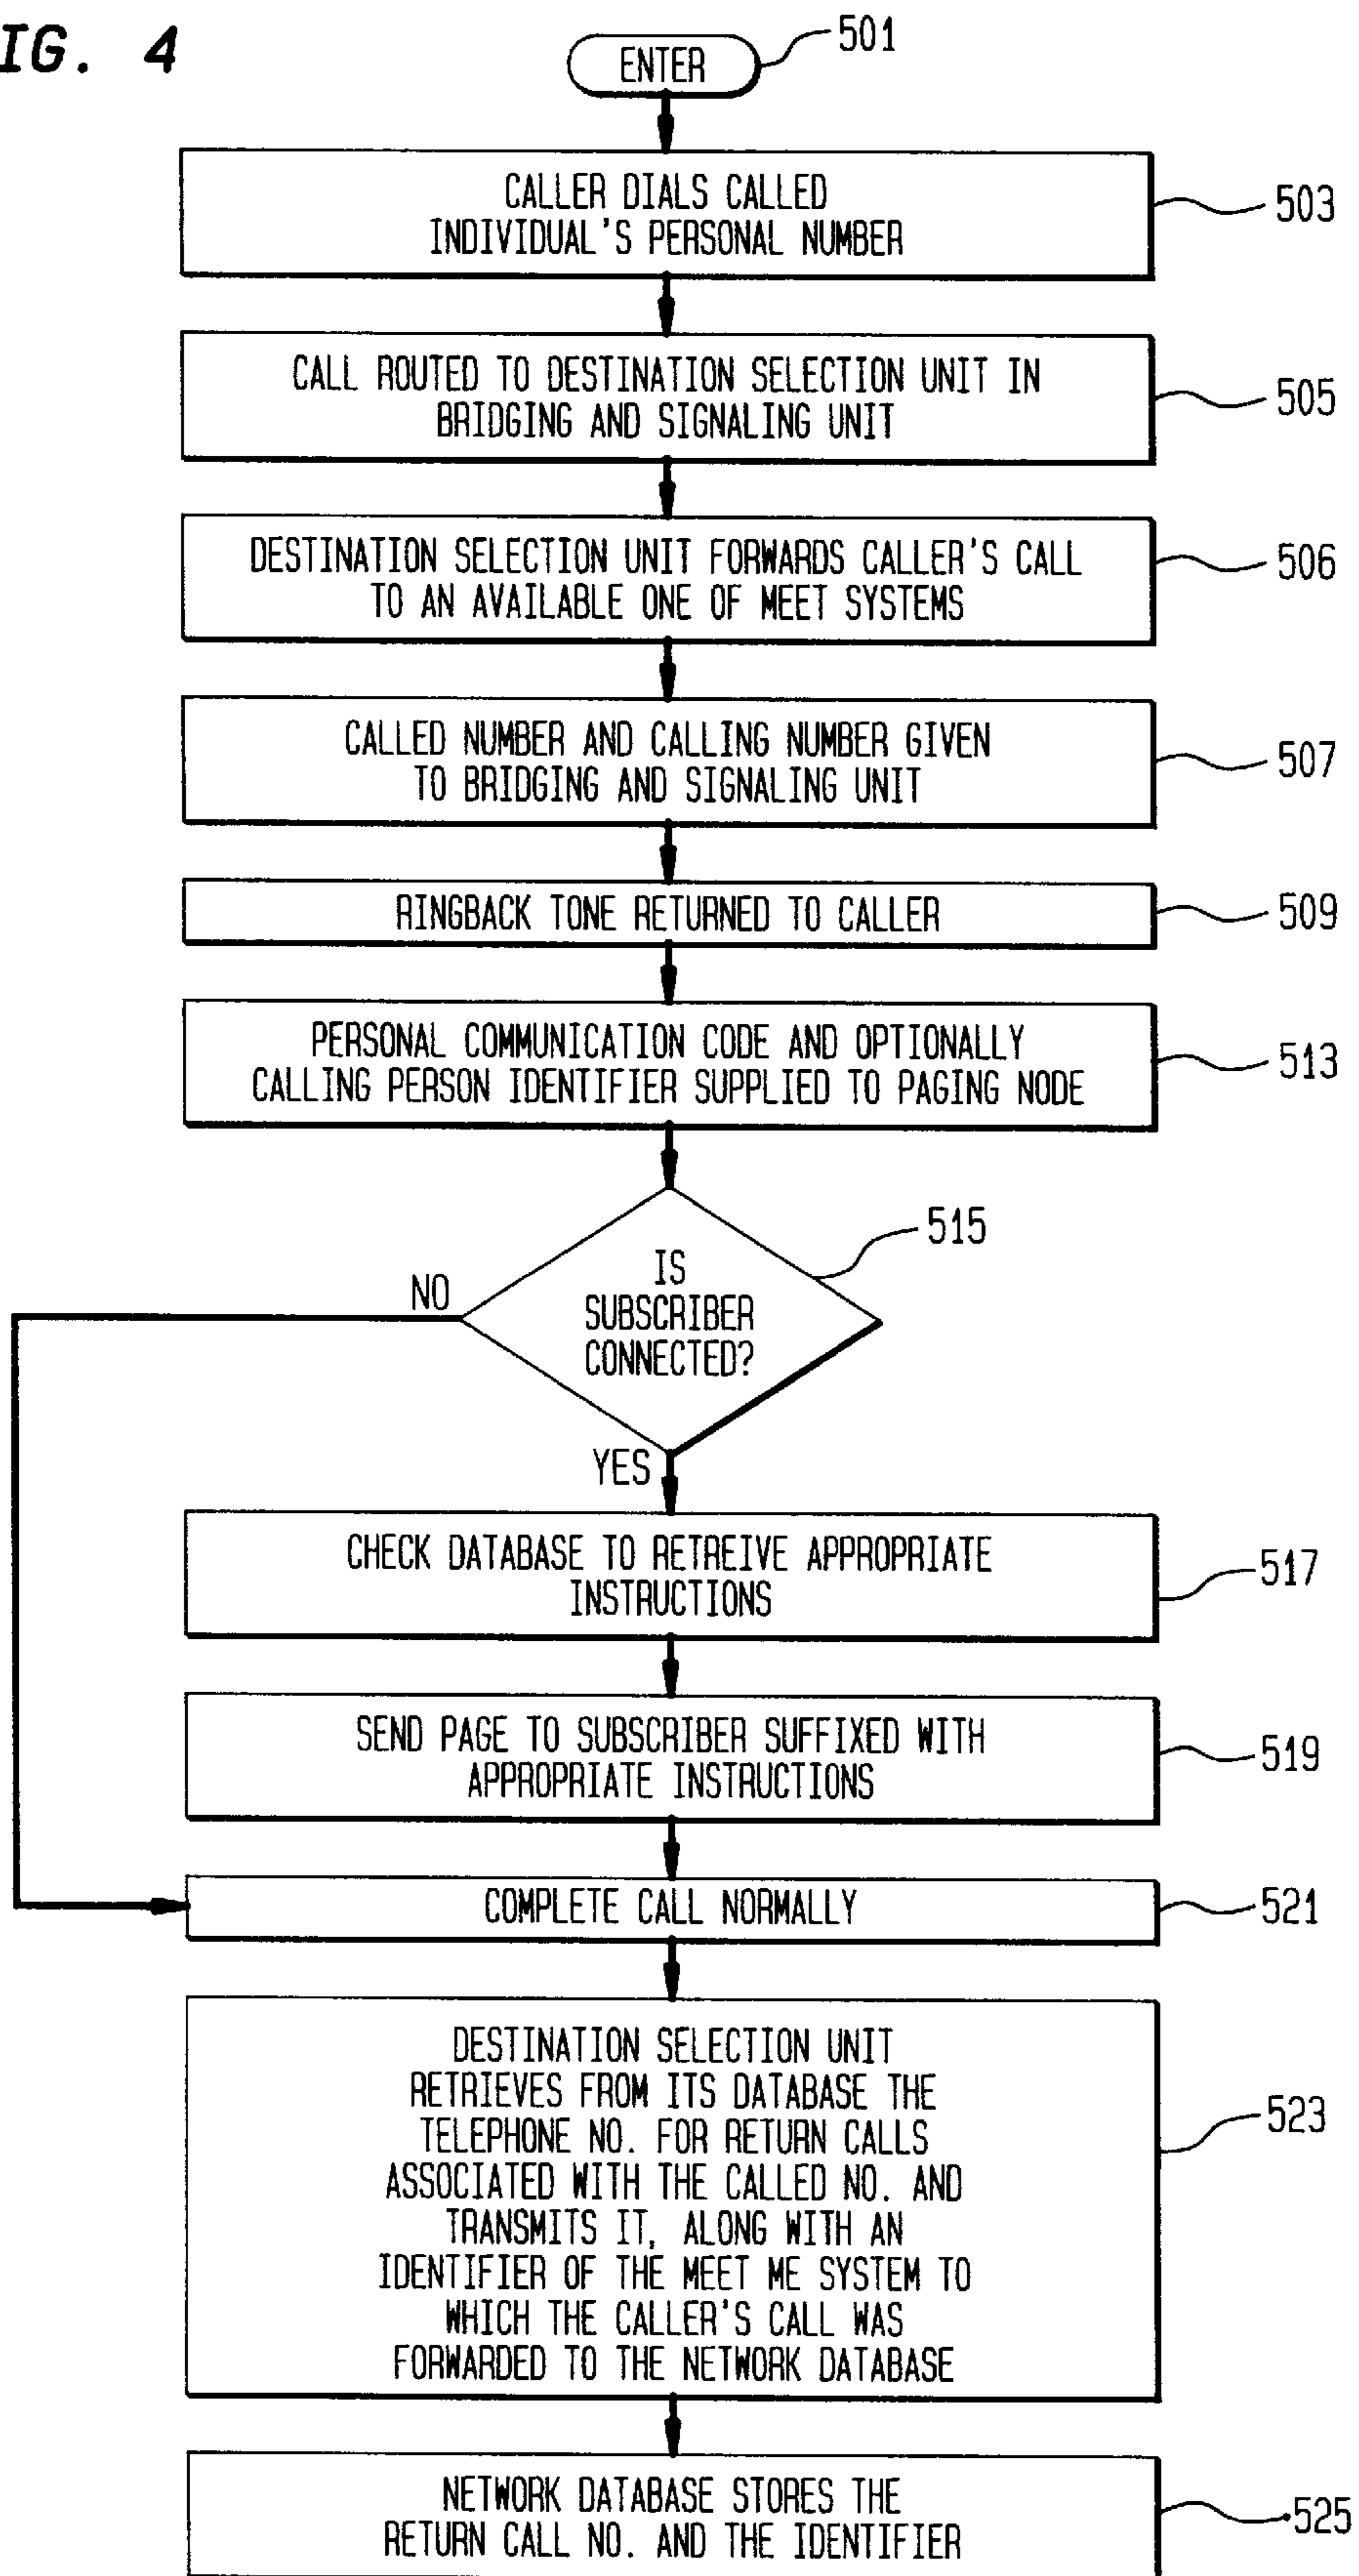 IG. 4
ENTER
501
CALLER DIALS CALLED
INDIVIDUAL'S PERSONAL NUMBER
503
CALL ROUTED TO DESTINATION SELECTION UNIT IN
BRIDGING AND SIGNALING UNIT
505
DESTINATION SELECTION UNIT FORWARDS CALLER'S CALL
TO AN AVAILABLE ONE OF MEET SYSTEMS
506
CALLED NUMBER AND CALLING NUMBER GIVEN
TO BRIDGING AND SIGNALING UNIT
507
RINGBACK TONE RETURNED TO CALLER
509
PERSONAL COMMUNICATION CODE AND OPTIONALLY
CALLING PERSON IDENTIFIER SUPPLIED TO PAGING NODE
513
IS
SUBSCRIBER
CONNECTED?
515
NO
YES
CHECK DATABASE TO RETREIVE APPROPRIATE
INSTRUCTIONS
517
SEND PAGE TO SUBSCRIBER SUFFIXED WITH
APPROPRIATE INSTRUCTIONS
519
COMPLETE CALL NORMALLY
521
DESTINATION SELECTION UNIT
RETRIEVES FROM ITS DATABASE THE
TELEPHONE NO. FOR RETURN CALLS
ASSOCIATED WITH THE CALLED NO. AND
TRANSMITS IT, ALONG WITH AN
IDENTIFIER OF THE MEET ME SYSTEM TO
WHICH THE CALLER'S CALL WAS
FORWARDED TO THE NETWORK DATABASE
523
NETWORK DATABASE STORES THE
RETURN CALL NO. AND THE IDENTIFIER
525